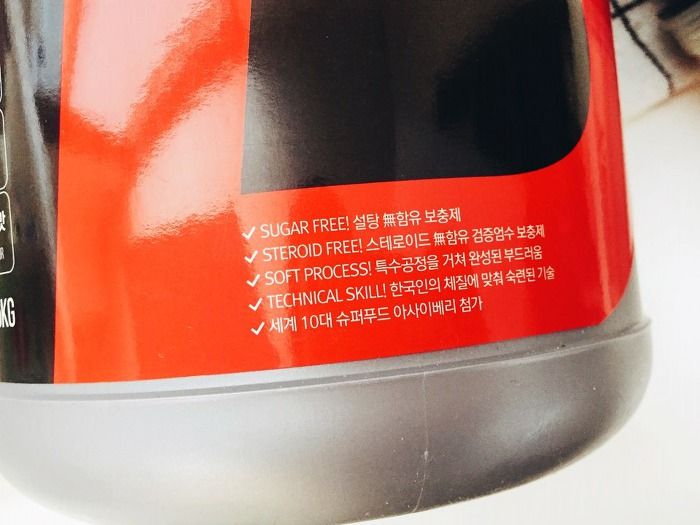 맛
KG
SUGAR FREE! 설탕 無함유 보충제
STEROID FREE! 스테로이드 無함유 검증엄수 보충제
SOFT PROCESS! 특수공정을 거쳐 완성된 부드러움
TECHNICAL SKILL! 한국인의 체질에 맞춰 숙련된 기술
세계 10대 슈퍼푸드 아사이베리 첨가